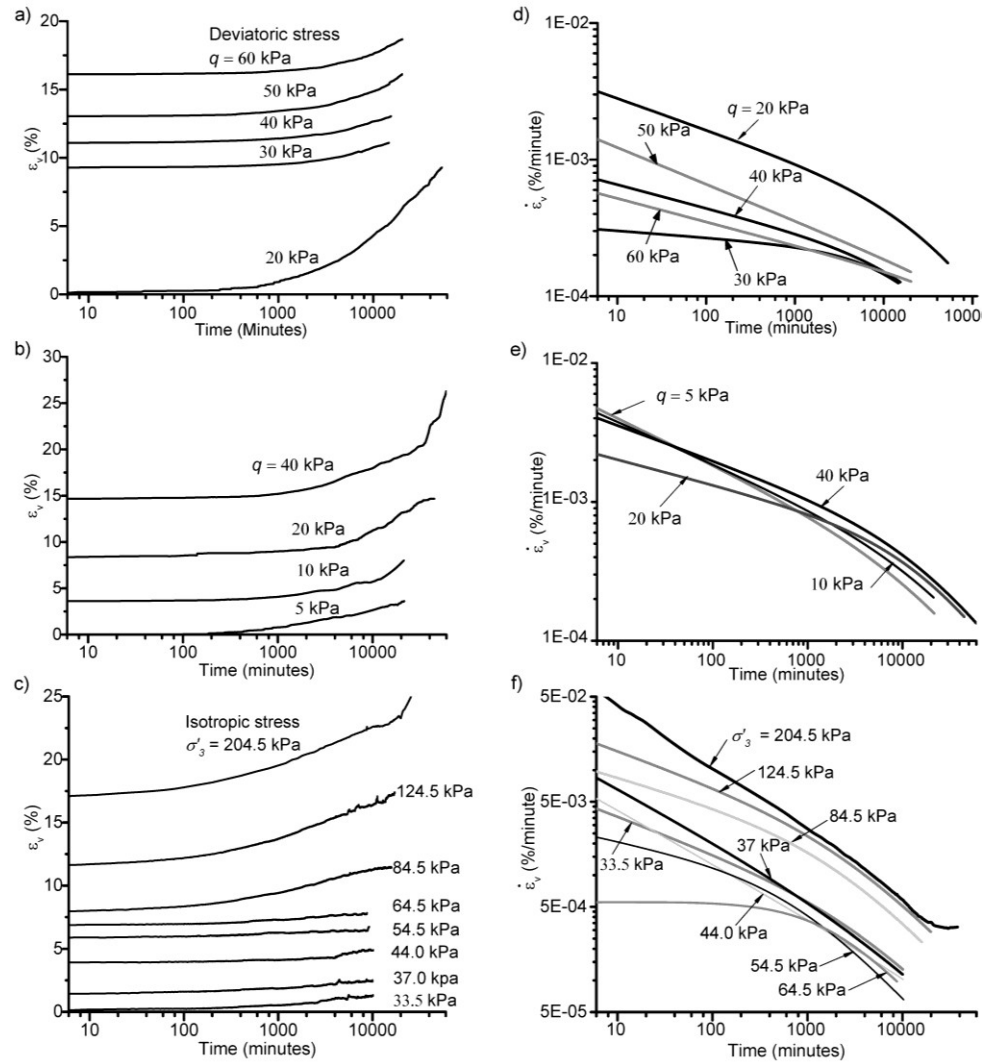 a)
20
15
10
5
0
εv (%)
Deviatoric stress
q = 60 kPa
50 kPa
40 kPa
30 kPa
20 kPa
10 100 1000 10000
Time (Minutes)
d)
1E-02
1E-03
1E-04
ε̇v (%/minute)
q = 20 kPa
50 kPa
40 kPa
60 kPa
30 kPa
10 100 1000 10000 1000
Time (minutes)
b)
30
25
20
15
10
5
0
εv (%)
q = 40 kPa
20 kPa
10 kPa
5 kPa
10 100 1000 10000
Time (minutes)
e)
1E-02
1E-03
1E-04
ε̇v (%/minute)
q = 5 kPa
40 kPa
20 kPa
10 kPa
10 100 1000 10000
Time (minutes)
c)
25
20
15
10
5
0
εv (%)
Isotropic stress
σ'3 = 204.5 kPa
124.5 kPa
84.5 kPa
64.5 kPa
54.5 kPa
44.0 kPa
37.0 kpa
33.5 kPa
10 100 1000 10000
Time (minutes)
f)
5E-02
5E-03
5E-04
5E-05
ε̇v (%/minute)
σ'3 = 204.5 kPa
124.5 kPa
84.5 kPa
37 kPa
33.5 kPa
44.0 kPa
54.5 kPa
64.5 kPa
10 100 1000 10000
Time (minutes)